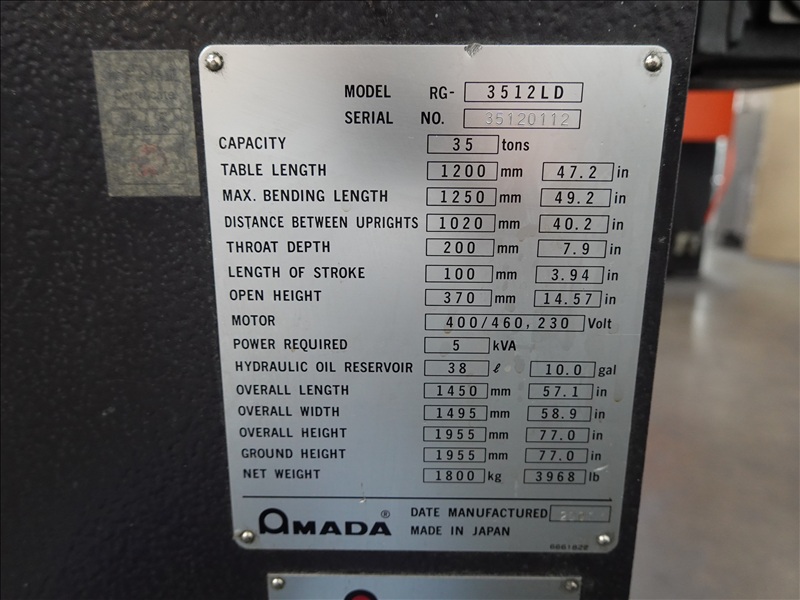 MODEL RG- 3512LD
SERIAL NO. 35120112
CAPACITY 35 tons
TABLE LENGTH 1200 mm 47.2 in
MAX. BENDING LENGTH 1250 mm 49.2 in
DISTANCE BETWEEN UPRIGHTS 1020 mm 40.2 in
THROAT DEPTH 200 mm 7.9 in
LENGTH OF STROKE 100 mm 3.94 in
OPEN HEIGHT 370 mm 14.57 in
MOTOR 400/460, 230 Volt
POWER REQUIRED 5 kVA
HYDRAULIC OIL RESERVOIR 38 ℓ 10.0 gal
OVERALL LENGTH 1450 mm 57.1 in
OVERALL WIDTH 1495 mm 58.9 in
OVERALL HEIGHT 1955 mm 77.0 in
GROUND HEIGHT 1955 mm 77.0 in
NET WEIGHT 1800 kg 3968 lb
AMADA ® DATE MANUFACTURED
MADE IN JAPAN